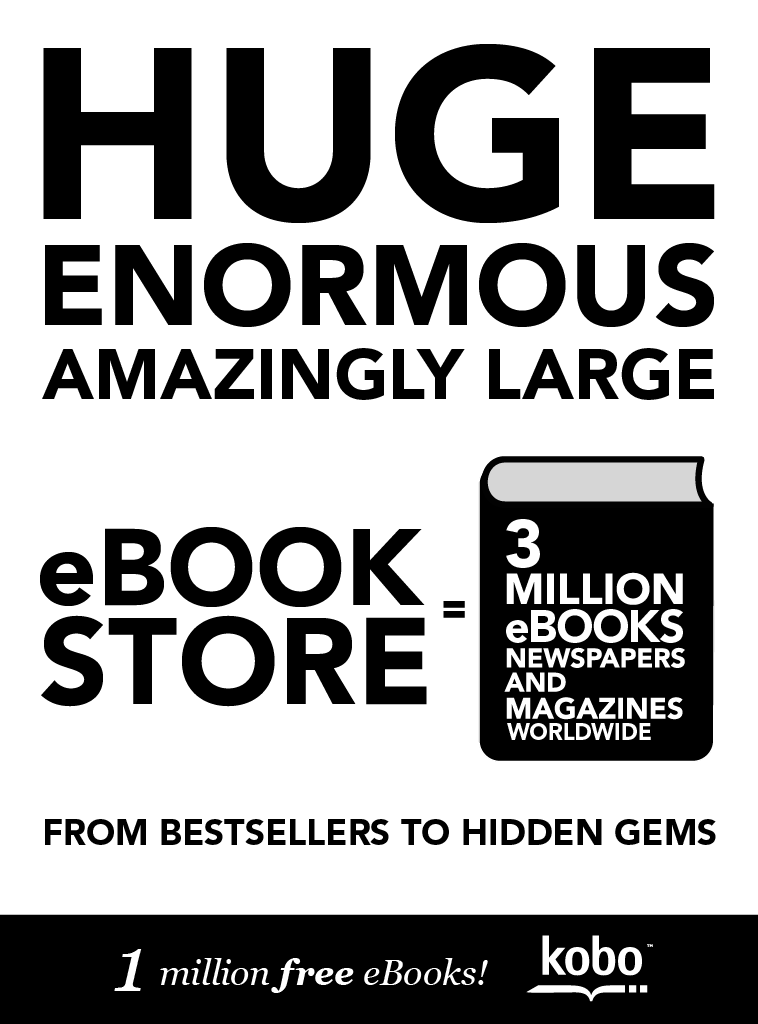 HUGE
ENORMOUS
AMAZINGLY LARGE
eBOOK
STORE
=
3
MILLION
eBOOKS
NEWSPAPERS
AND
MAGAZINES
WORLDWIDE
FROM BESTSELLERS TO HIDDEN GEMS
1 million free eBooks!
kobo™